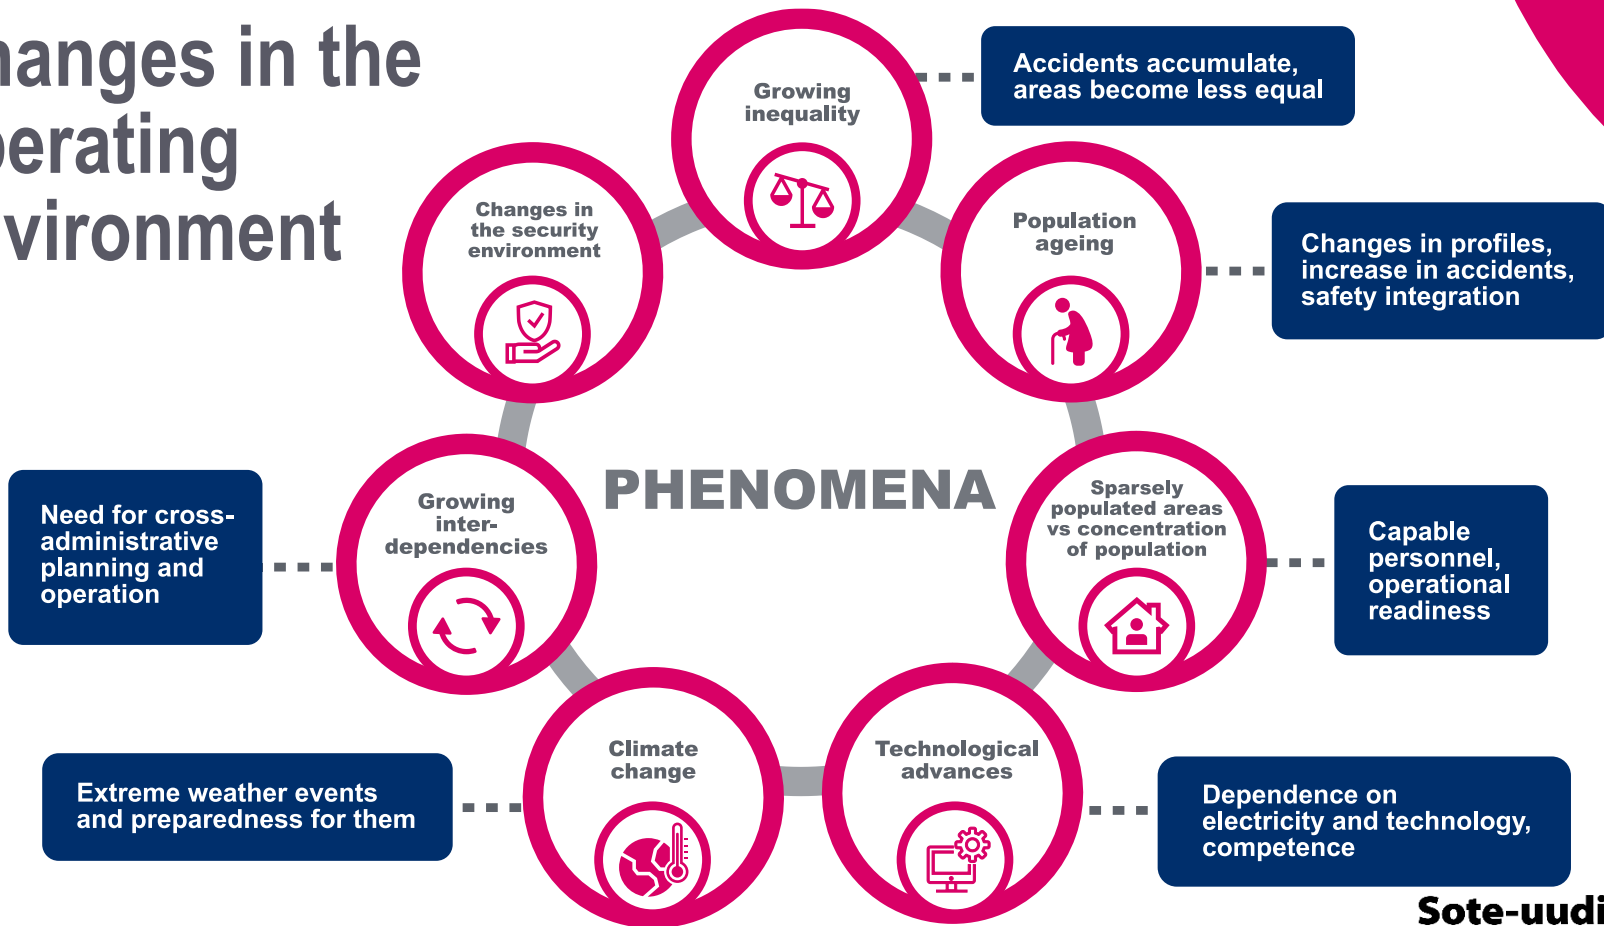 hanges in the
perating
vironment
Growing
inequality
Accidents accumulate,
areas become less equal
Population
ageing
Changes in profiles,
increase in accidents,
safety integration
Sparsely
populated areas
vs concentration
of population
Capable
personnel,
operational
readiness
Technological
advances
Dependence on
electricity and technology,
competence
Climate
change
Extreme weather events
and preparedness for them
Growing
inter-
dependencies
Need for cross-
administrative
planning and
operation
Changes in
the security
environment
PHENOMENA
Sote-uudi